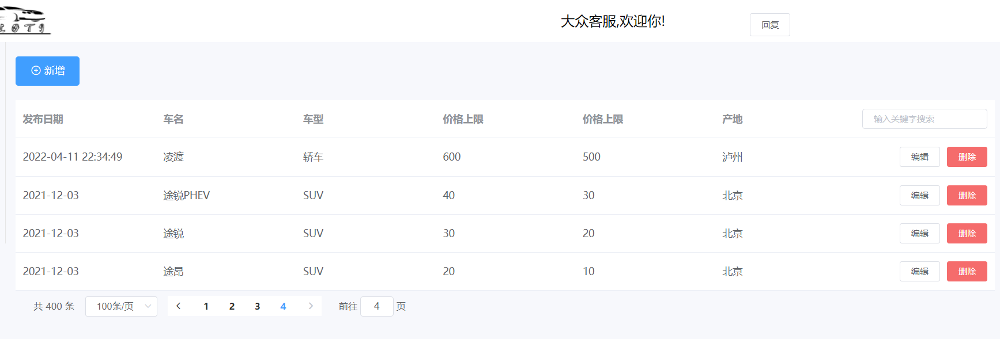 LOTI
大众客服,欢迎你!
回复
新增
发布日期 车名 车型 价格上限 价格上限 产地 输入关键字搜索
2022-04-11 22:34:49 凌渡 轿车 600 500 泸州 编辑 删除
2021-12-03 途锐PHEV SUV 40 30 北京 编辑 删除
2021-12-03 途锐 SUV 30 20 北京 编辑 删除
2021-12-03 途昂 SUV 20 10 北京 编辑 删除
共 400 条 100条/页 1 2 3 4 前往 4 页